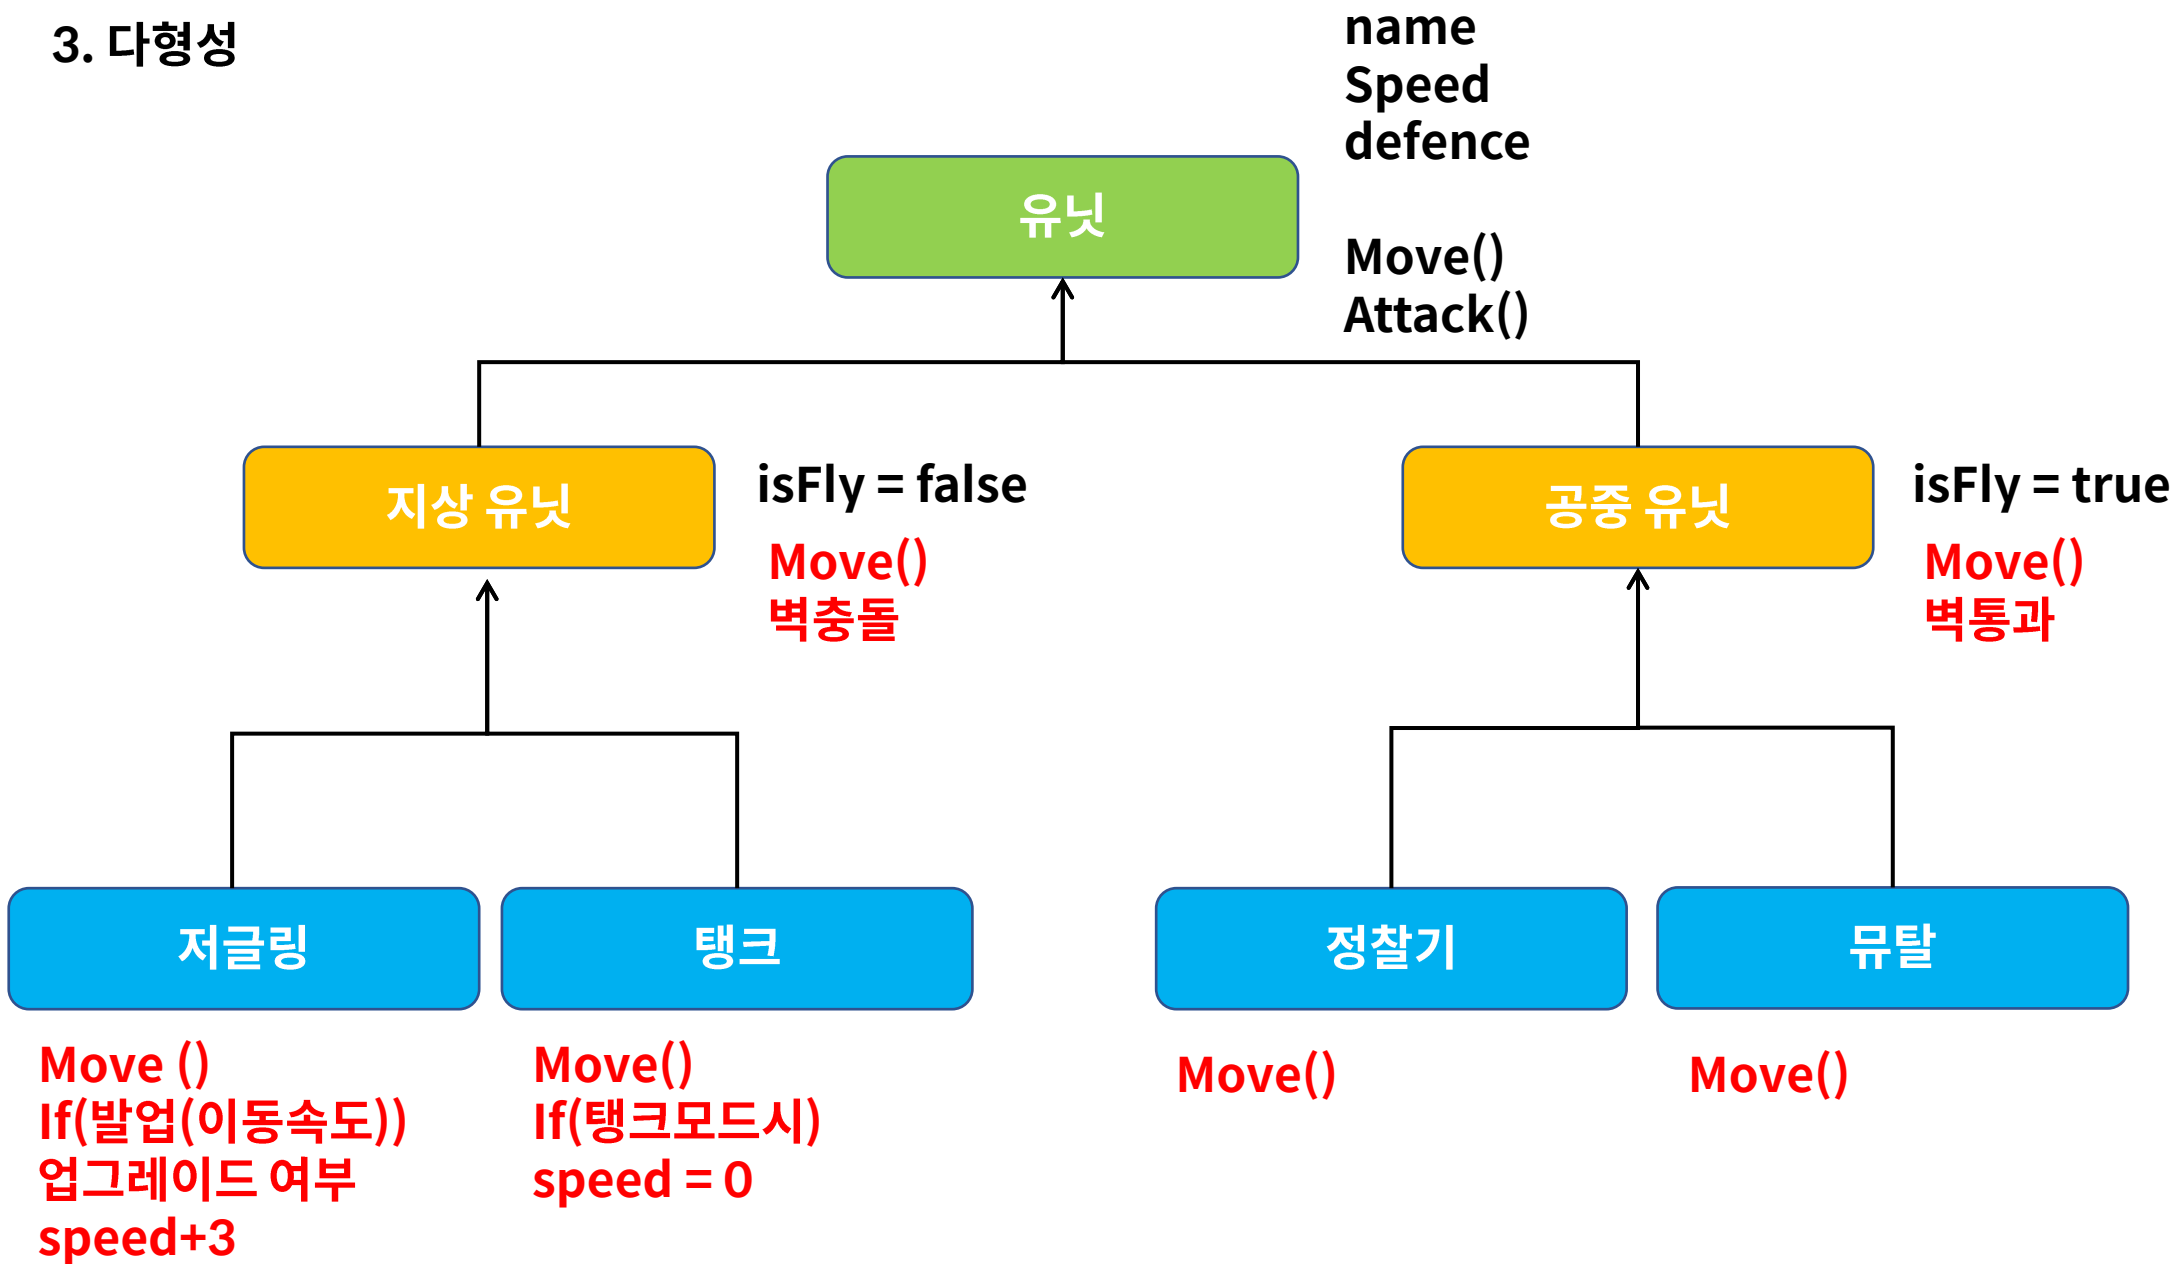 3. 다형성
name
Speed
defence
유닛
Move()
Attack()
지상 유닛
isFly = false
Move()
벽충돌
공중 유닛
isFly = true
Move()
벽통과
저글링
탱크
정찰기
뮤탈
Move ()
If(발업(이동속도))
업그레이드 여부
speed+3
Move()
If(탱크모드시)
speed = 0
Move()
Move()